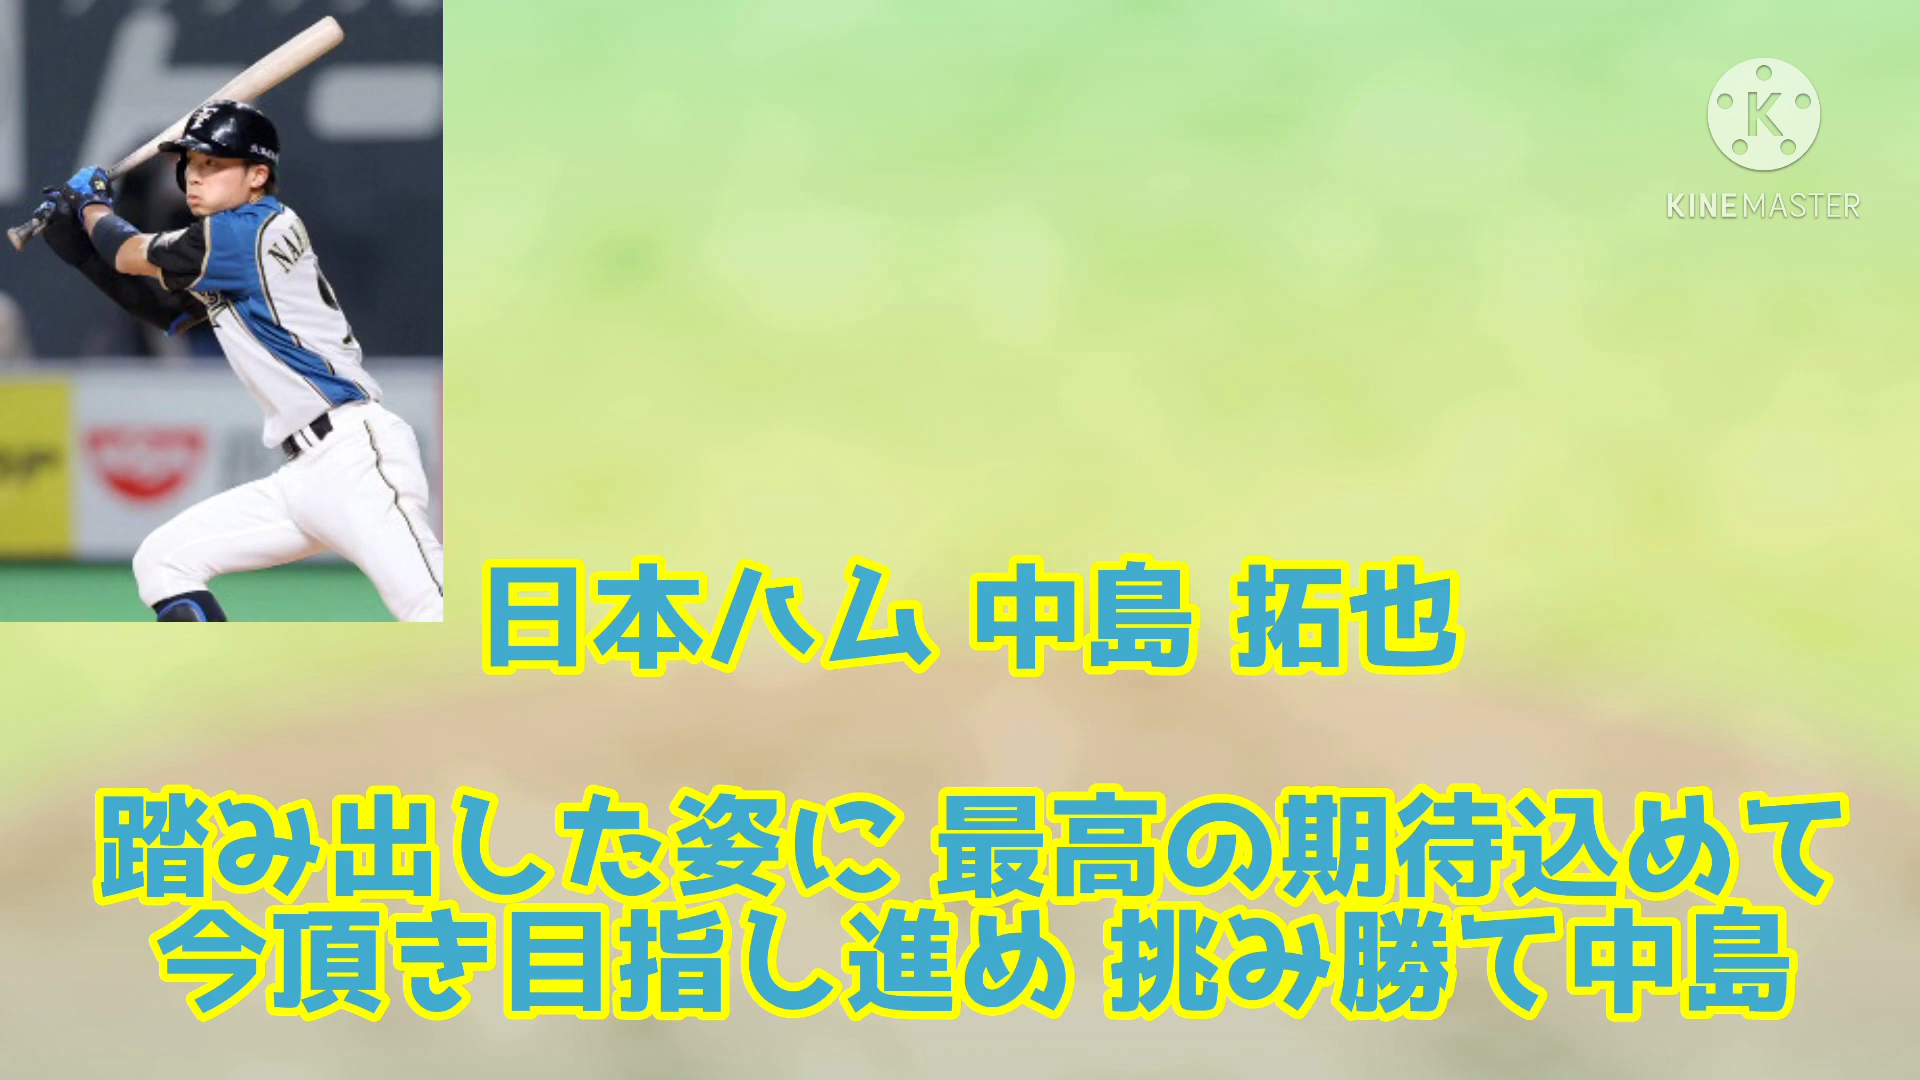 K
KINEMASTER
日本ハム 中島 拓也
踏み出した姿に 最高の期待込めて
今頂き目指し進め 挑み勝て中島